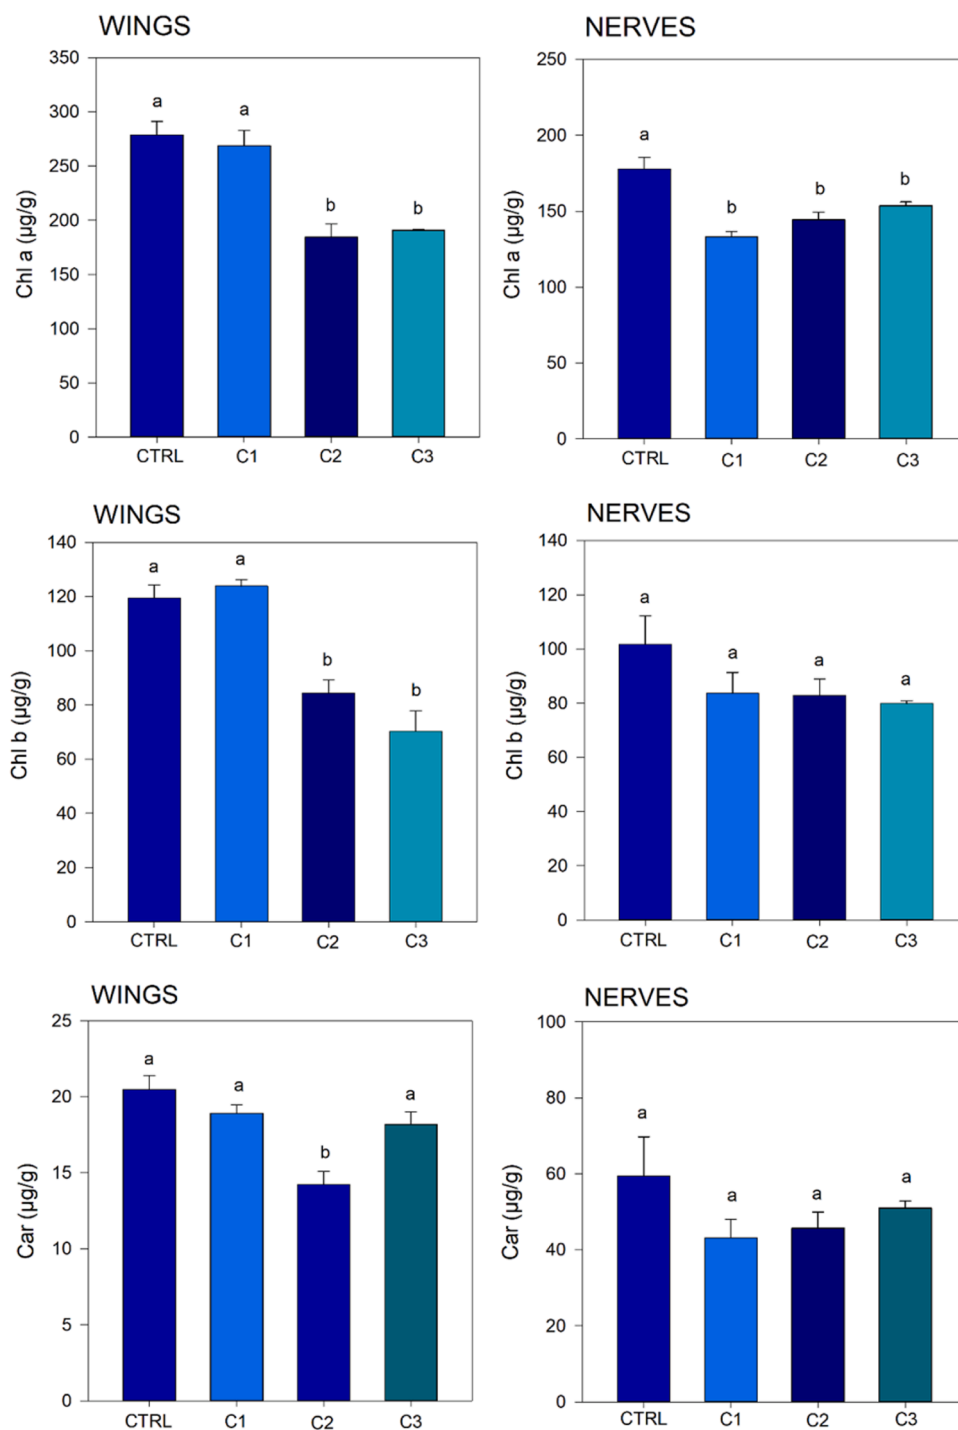 WINGS
350
300
250
200
150
100
50
0
Chl a (µg/g)
a
a
b
b
CTRL
C1
C2
C3
NERVES
250
200
150
100
50
0
Chl a (µg/g)
a
b
b
b
CTRL
C1
C2
C3
WINGS
140
120
100
80
60
40
20
0
Chl b (µg/g)
a
a
b
b
CTRL
C1
C2
C3
NERVES
140
120
100
80
60
40
20
0
Chl b (µg/g)
a
a
a
a
CTRL
C1
C2
C3
WINGS
25
20
15
10
5
0
Car (µg/g)
a
a
b
a
CTRL
C1
C2
C3
NERVES
100
80
60
40
20
0
Car (µg/g)
a
a
a
a
CTRL
C1
C2
C3